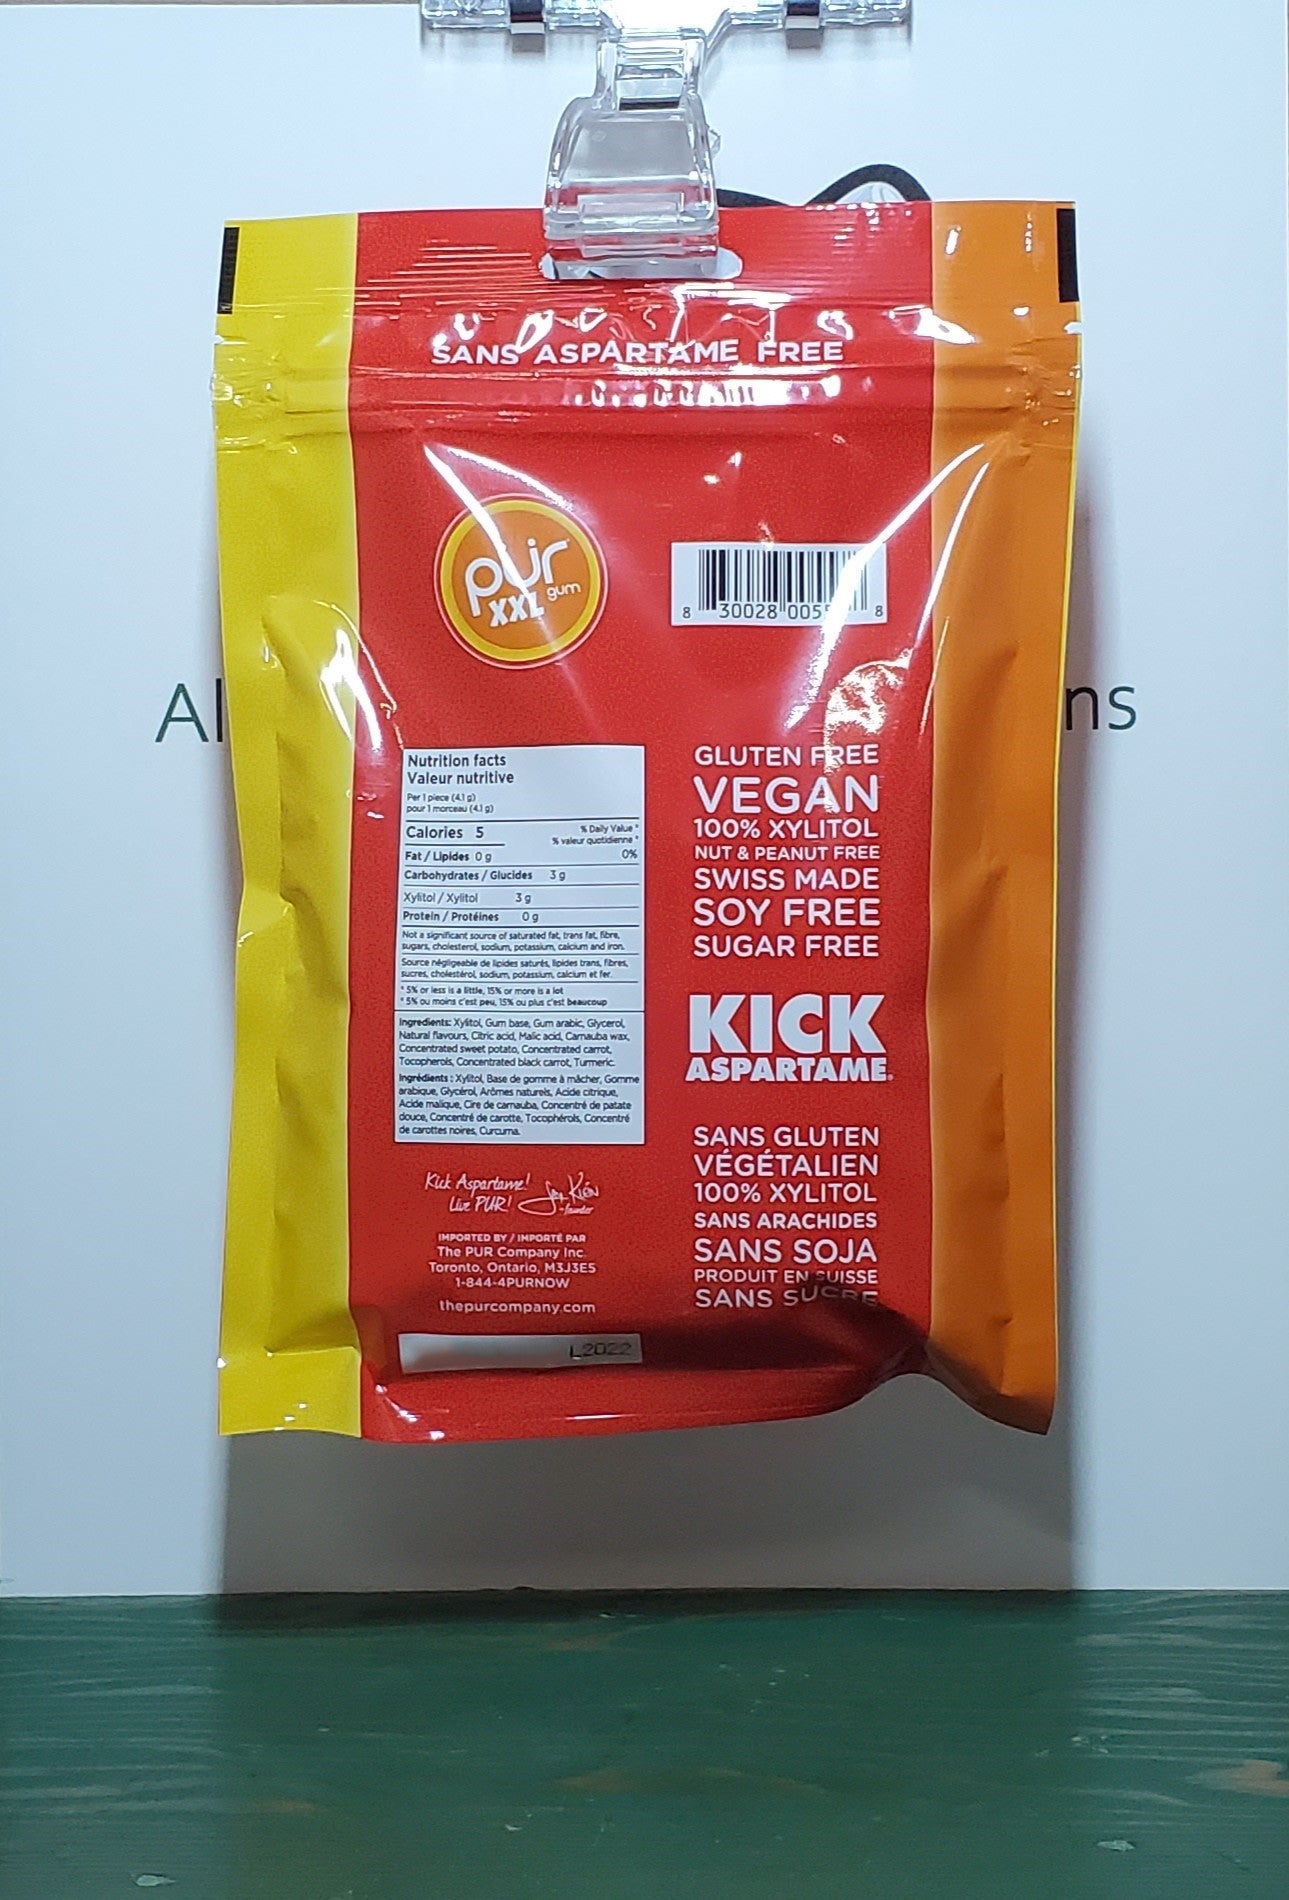 SANS ASPARTAME FREE
pür
XXL gum
8 30028 005 8
Al
ns
Nutrition facts
Valeur nutritive
Per 1 piece (4.1 g)
pour 1 morceau (4.1 g)
Calories 5
% Daily Value *
% valeur quotidienne *
Fat / Lipides 0 g 0%
Carbohydrates / Glucides 3 g
Xylitol / Xylitol 3 g
Protein / Protéines 0 g
Not a significant source of saturated fat, trans fat, fibre,
sugars, cholesterol, sodium, potassium, calcium and iron.
Source négligeable de lipides saturés, lipides trans, fibres,
sucres, cholestérol, sodium, potassium, calcium et fer.
* 5% or less is a little, 15% or more is a lot
* 5% ou moins c'est peu, 15% ou plus c'est beaucoup
Ingredients: Xylitol, Gum base, Gum arabic, Glycerol,
Natural flavours, Citric acid, Malic acid, Carnauba wax,
Concentrated sweet potato, Concentrated carrot,
Tocopherols, Concentrated black carrot, Turmeric.
Ingrédients : Xylitol, Base de gomme à mâcher, Gomme
arabique, Glycérol, Arômes naturels, Acide citrique,
Acide malique, Cire de carnauba, Concentré de patate
douce, Concentré de carotte, Tocophérols, Concentré
de carottes noires, Curcuma.
Kick Aspartame!
Live PUR!
Jay Klein
-founder
IMPORTED BY / IMPORTÉ PAR
The PUR Company Inc.
Toronto, Ontario, M3J3E5
1-844-4PURNOW
thepurcompany.com
L2022
GLUTEN FREE
VEGAN
100% XYLITOL
NUT & PEANUT FREE
SWISS MADE
SOY FREE
SUGAR FREE
KICK
ASPARTAME®
SANS GLUTEN
VÉGÉTALIEN
100% XYLITOL
SANS ARACHIDES
SANS SOJA
PRODUIT EN SUISSE
SANS SUCRE